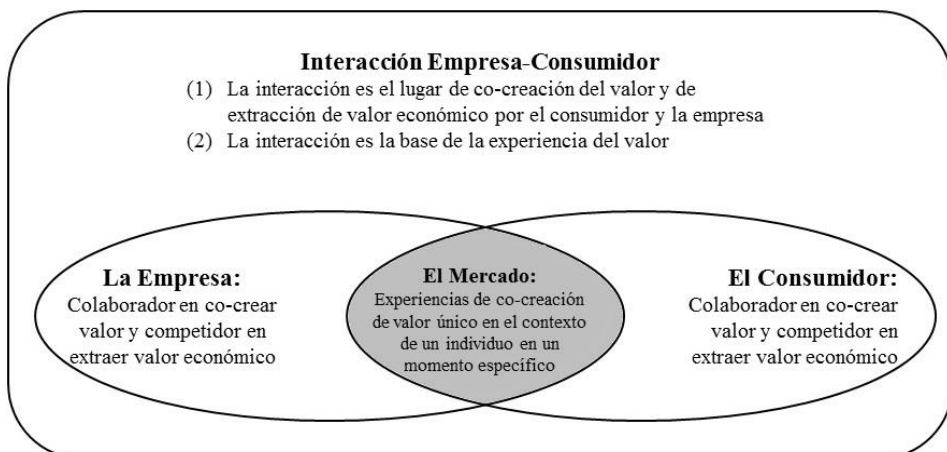 Interacción Empresa-Consumidor
(1) La interacción es el lugar de co-creación del valor y de
extracción de valor económico por el consumidor y la empresa
(2) La interacción es la base de la experiencia del valor
La Empresa:
Colaborador en co-crear
valor y competidor en
extraer valor económico
El Mercado:
Experiencias de co-creación
de valor único en el contexto
de un individuo en un
momento específico
El Consumidor:
Colaborador en co-crear
valor y competidor en
extraer valor económico